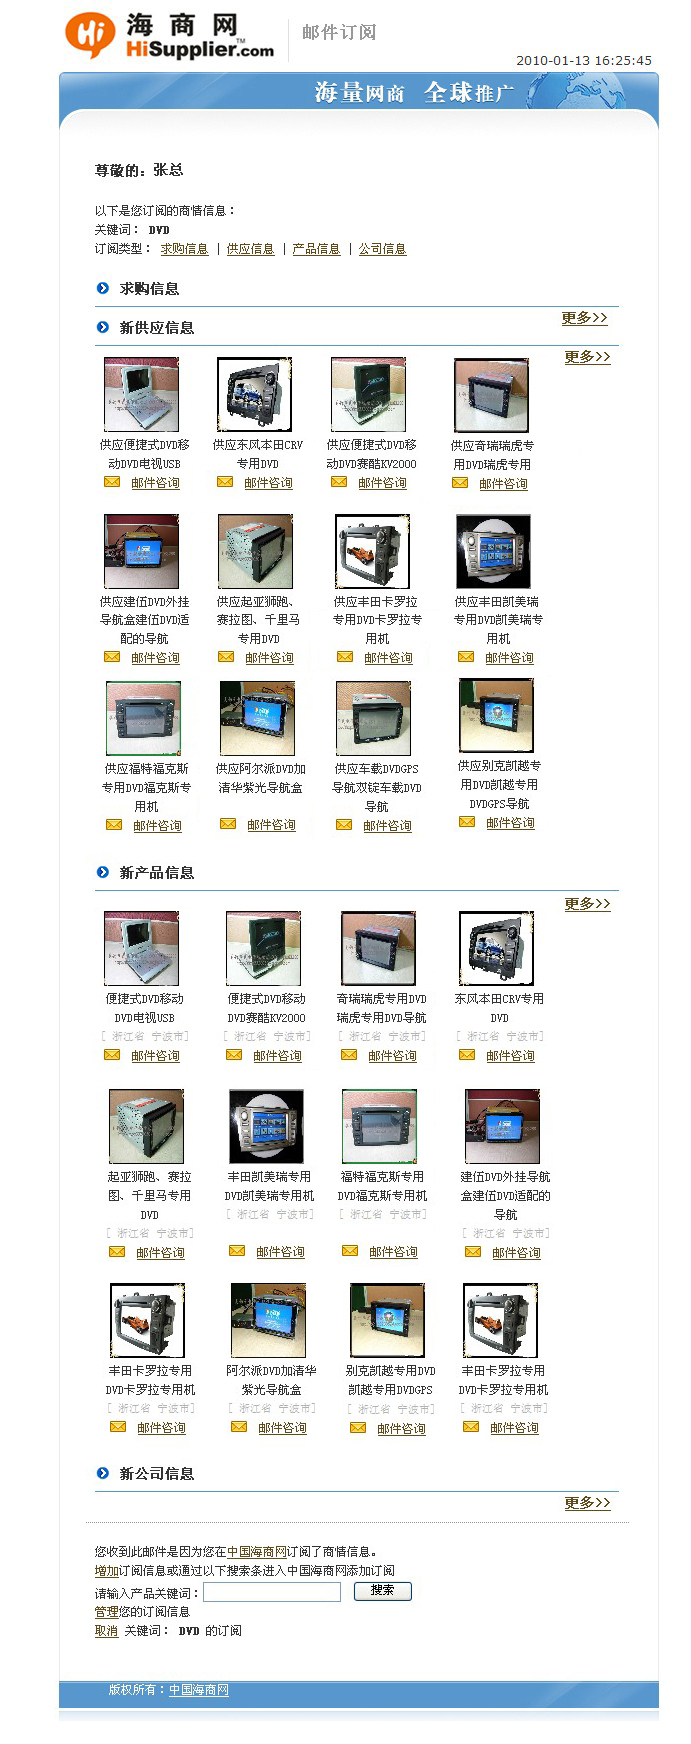 海商网 邮件订阅
HiSupplier.com™
2010-01-13 16:25:45
海量网商 全球推广
尊敬的：张总
以下是您订阅的商情信息：
关键词： DVD
订阅类型： 求购信息 | 供应信息 | 产品信息 | 公司信息
求购信息
更多>>
新供应信息
更多>>
供应便捷式DVD移 供应东风本田CRV 供应便捷式DVD移 供应奇瑞瑞虎专
动DVD电视USB 专用DVD 动DVD赛酷KV2000 用DVD瑞虎专用
邮件咨询 邮件咨询 邮件咨询 邮件咨询
供应建伍DVD外挂 供应起亚狮跑、 供应丰田卡罗拉 供应丰田凯美瑞
导航盒建伍DVD适 赛拉图、千里马 专用DVD卡罗拉专 专用DVD凯美瑞专
配的导航 专用DVD 用机 用机
邮件咨询 邮件咨询 邮件咨询 邮件咨询
供应福特福克斯 供应阿尔派DVD加 供应车载DVDGPS 供应别克凯越专
专用DVD福克斯专 清华紫光导航盒 导航双锭车载DVD 用DVD凯越专用
用机 导航 DVDGPS导航
邮件咨询 邮件咨询 邮件咨询 邮件咨询
新产品信息
更多>>
便捷式DVD移动 便捷式DVD移动 奇瑞瑞虎专用DVD 东风本田CRV专用
DVD电视USB DVD赛酷KV2000 瑞虎专用DVD导航 DVD
[ 浙江省 宁波市] [ 浙江省 宁波市] [ 浙江省 宁波市] [ 浙江省 宁波市]
邮件咨询 邮件咨询 邮件咨询 邮件咨询
起亚狮跑、赛拉 丰田凯美瑞专用 福特福克斯专用 建伍DVD外挂导航
图、千里马专用 DVD凯美瑞专用机 DVD福克斯专用机 盒建伍DVD适配的
DVD [ 浙江省 宁波市] [ 浙江省 宁波市] 导航
[ 浙江省 宁波市] [ 浙江省 宁波市]
邮件咨询 邮件咨询 邮件咨询 邮件咨询
丰田卡罗拉专用 阿尔派DVD加清华 别克凯越专用DVD 丰田卡罗拉专用
DVD卡罗拉专用机 紫光导航盒 凯越专用DVDGPS DVD卡罗拉专用机
[ 浙江省 宁波市] [ 浙江省 宁波市] [ 浙江省 宁波市] [ 浙江省 宁波市]
邮件咨询 邮件咨询 邮件咨询 邮件咨询
新公司信息
更多>>
您收到此邮件是因为您在中国海商网订阅了商情信息。
增加订阅信息或通过以下搜索条进入中国海商网添加订阅
请输入产品关键词： 搜索
管理您的订阅信息
取消 关键词： DVD 的订阅
版权所有：中国海商网